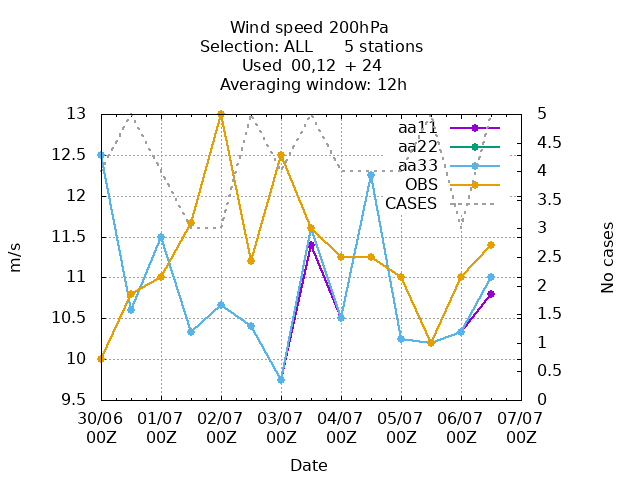 Wind speed 200hPa
Selection: ALL 5 stations
Used 00,12 + 24
Averaging window: 12h
13
12.5
12
11.5
11
10.5
10
9.5
m/s
5
4.5
4
3.5
3
2.5
2
1.5
1
0.5
0
No cases
aa11
aa22
aa33
OBS
CASES
30/06 01/07 02/07 03/07 04/07 05/07 06/07 07/07
00Z 00Z 00Z 00Z 00Z 00Z 00Z 00Z
Date